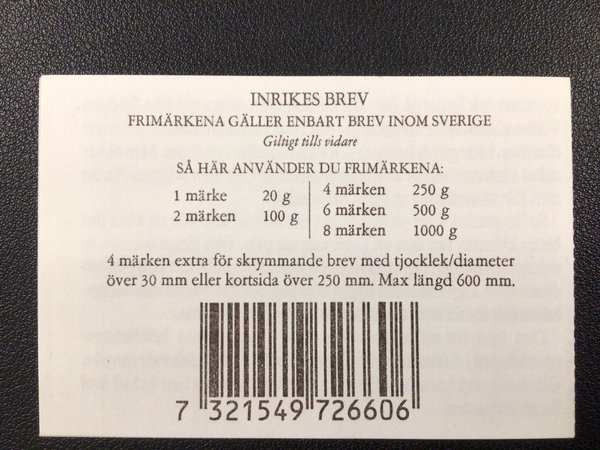 INRIKES BREV
FRIMÄRKENA GÄLLER ENBART BREV INOM SVERIGE
Giltigt tills vidare
SÅ HÄR ANVÄNDER DU FRIMÄRKENA:
1 märke 20 g
2 märken 100 g
4 märken 250 g
6 märken 500 g
8 märken 1000 g
4 märken extra för skrymmande brev med tjocklek/diameter
över 30 mm eller kortsida över 250 mm. Max längd 600 mm.
7 321549 726606